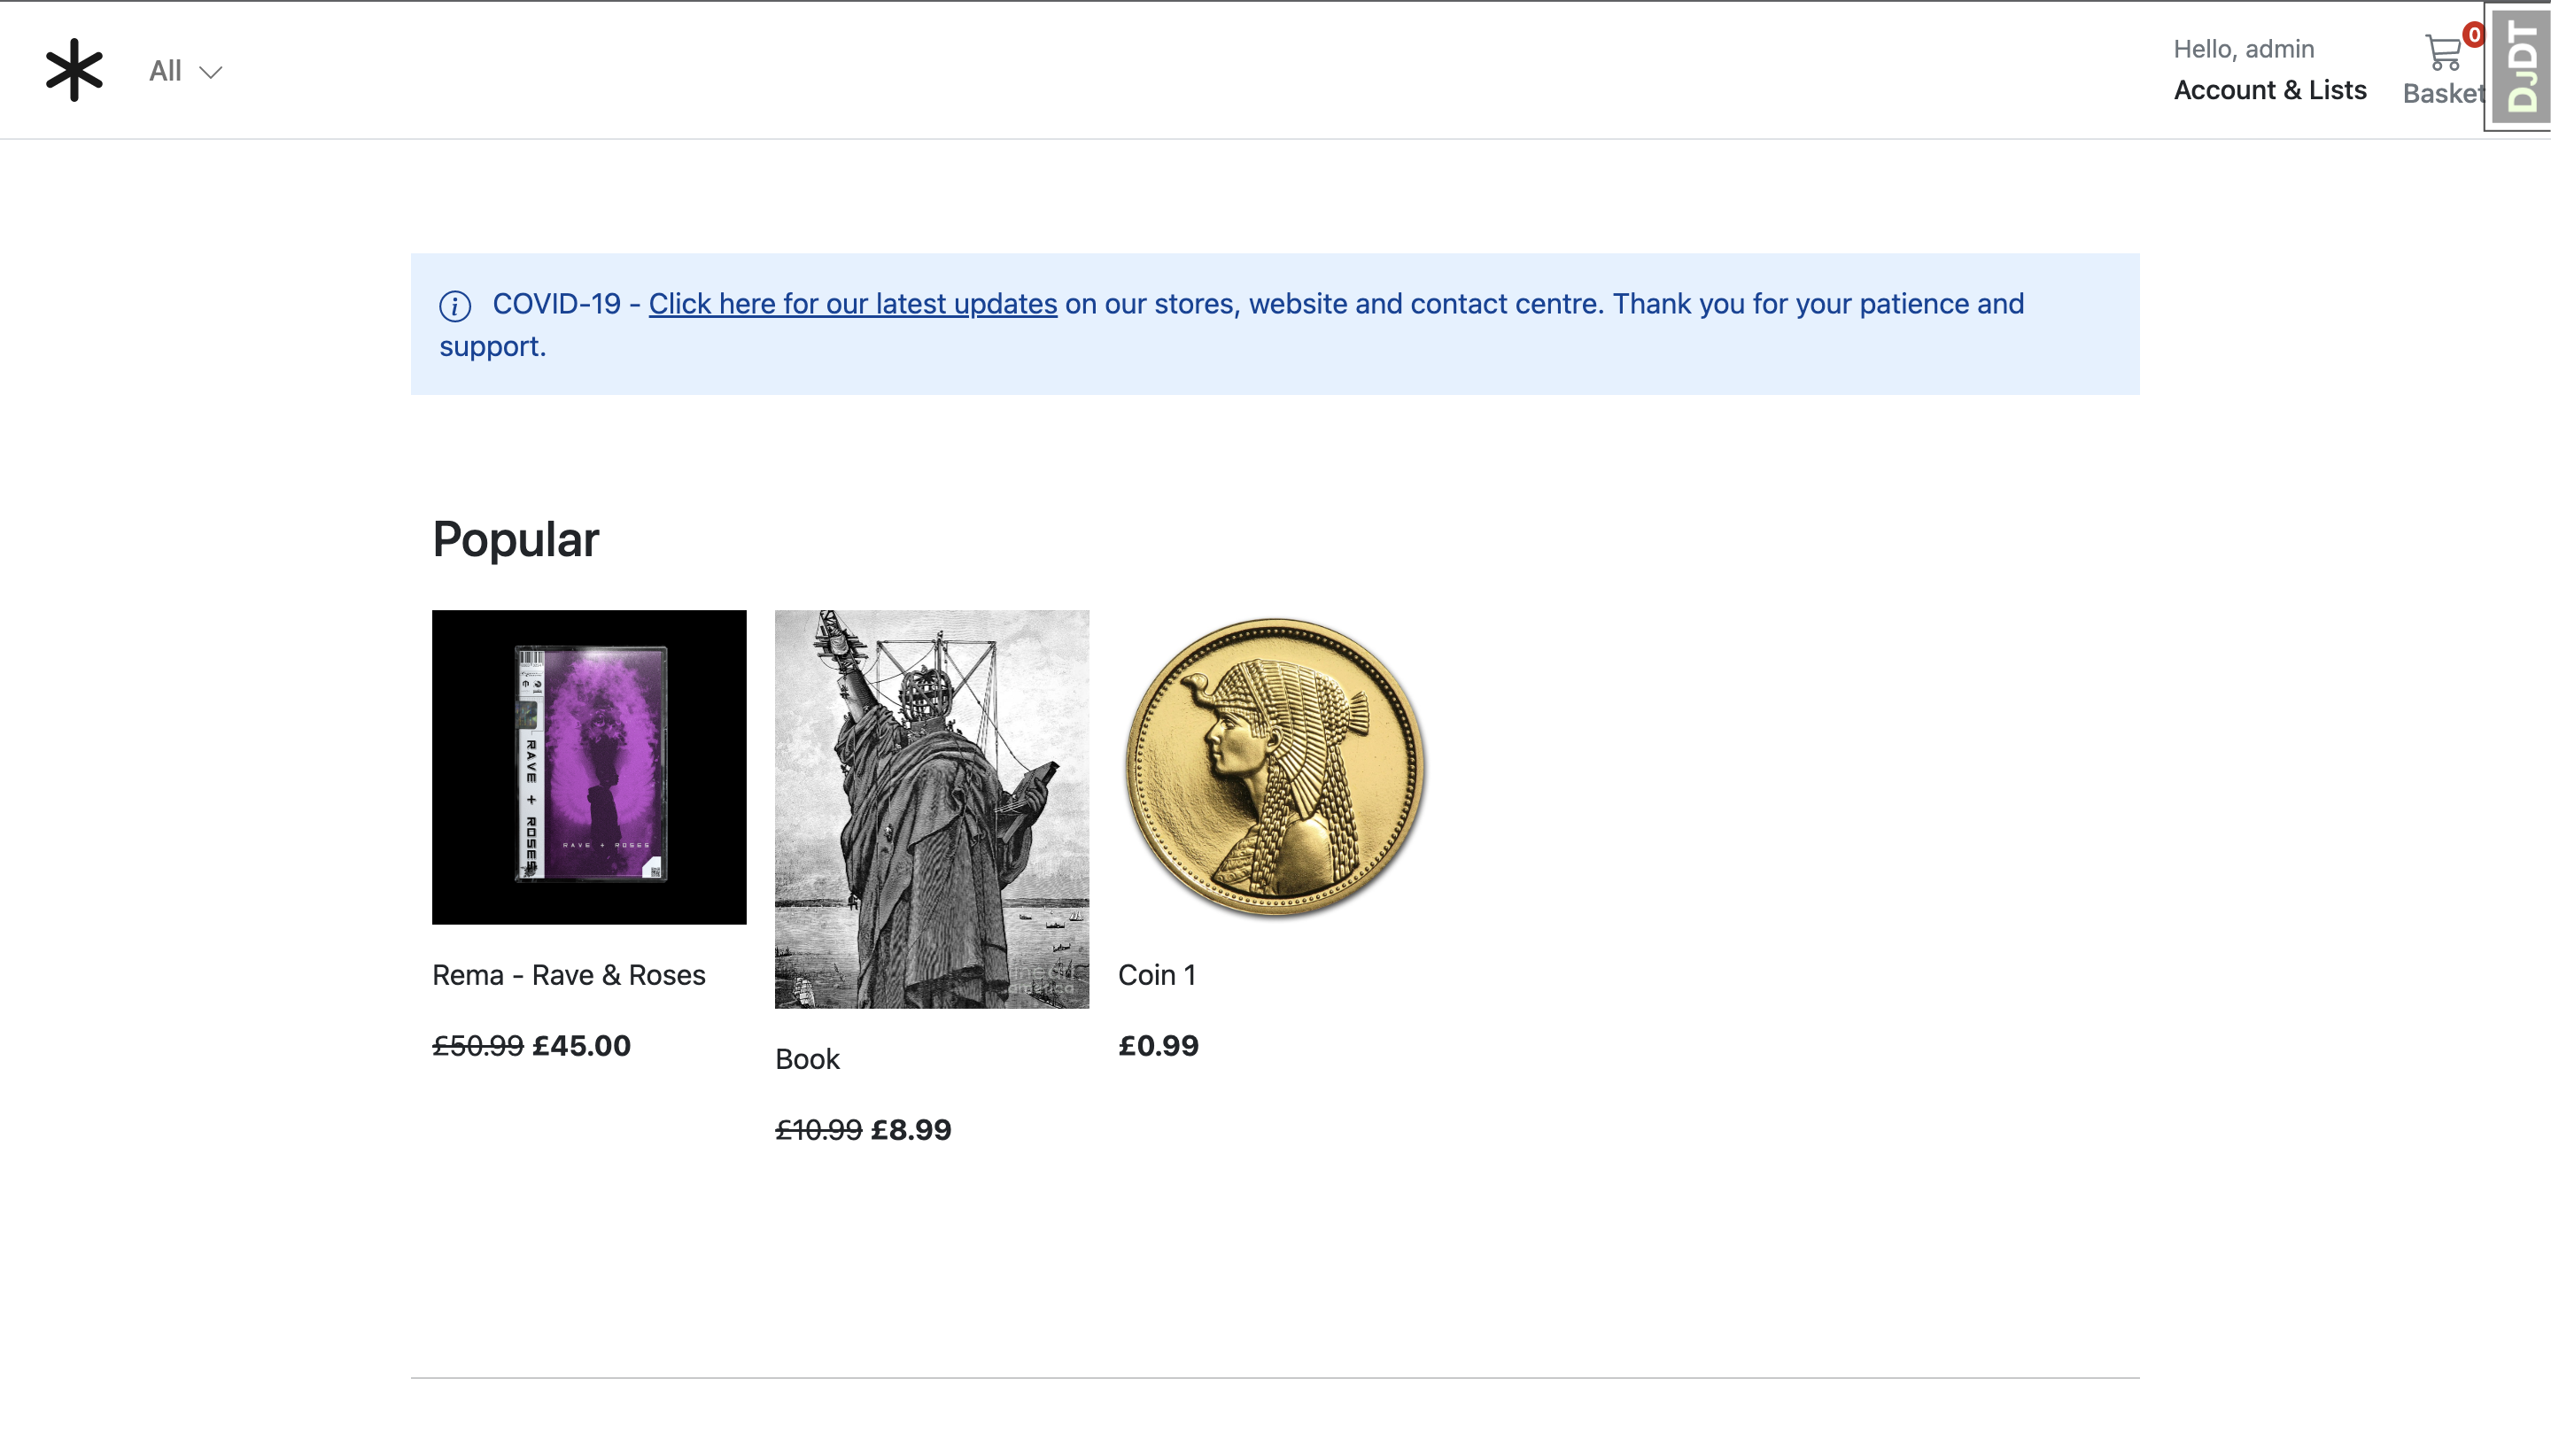 All
Hello, admin
Account & Lists
0
Basket
DJDT
COVID-19 - Click here for our latest updates on our stores, website and contact centre. Thank you for your patience and
support.
Popular
RAVE + ROSES
RAVE + ROSES
america
Rema - Rave & Roses
£50.99 £45.00
Book
£10.99 £8.99
Coin 1
£0.99